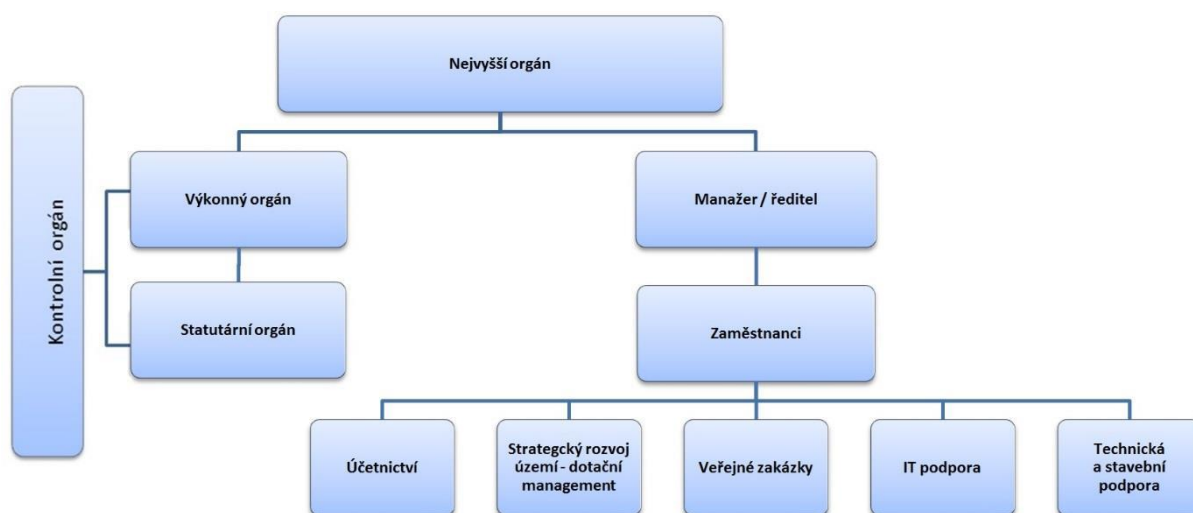 Nejvyšší orgán
Kontrolní orgán
Výkonný orgán
Manažer / ředitel
Statutární orgán
Zaměstnanci
Účetnictví
Strategcký rozvoj
území - dotační
management
Veřejné zakázky
IT podpora
Technická
a stavební
podpora